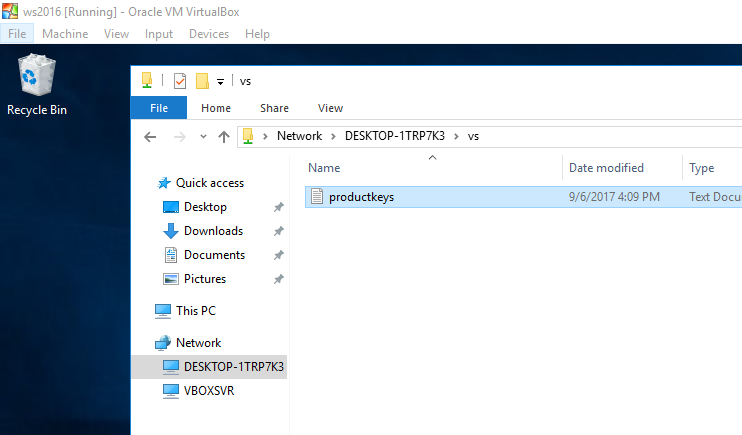 ws2016 [Running] - Oracle VM VirtualBox
File Machine View Input Devices Help
Recycle Bin
vs
File Home Share View
Network DESKTOP-1TRP7K3 vs
Name Date modified Type
productkeys 9/6/2017 4:09 PM Text Docu
Quick access
Desktop
Downloads
Documents
Pictures
This PC
Network
DESKTOP-1TRP7K3
VBOXSVR